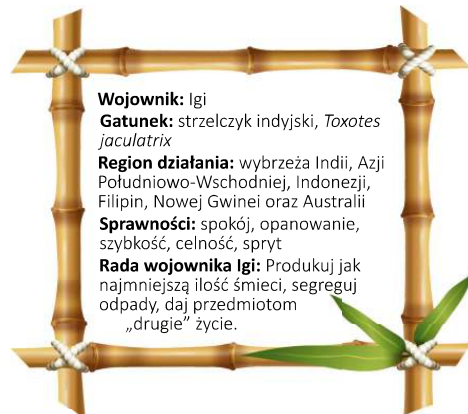 Wojownik: Igi
Gatunek: strzelczyk indyjski, Toxotes
jaculatrix
Region działania: wybrzeża Indii, Azji
Południowo-Wschodniej, Indonezji,
Filipin, Nowej Gwinei oraz Australii
Sprawności: spokój, opanowanie,
szybkość, celność, spryt
Rada wojownika Igi: Produkuj jak
najmniejszą ilość śmieci, segreguj
odpady, daj przedmiotom
„drugie” życie.